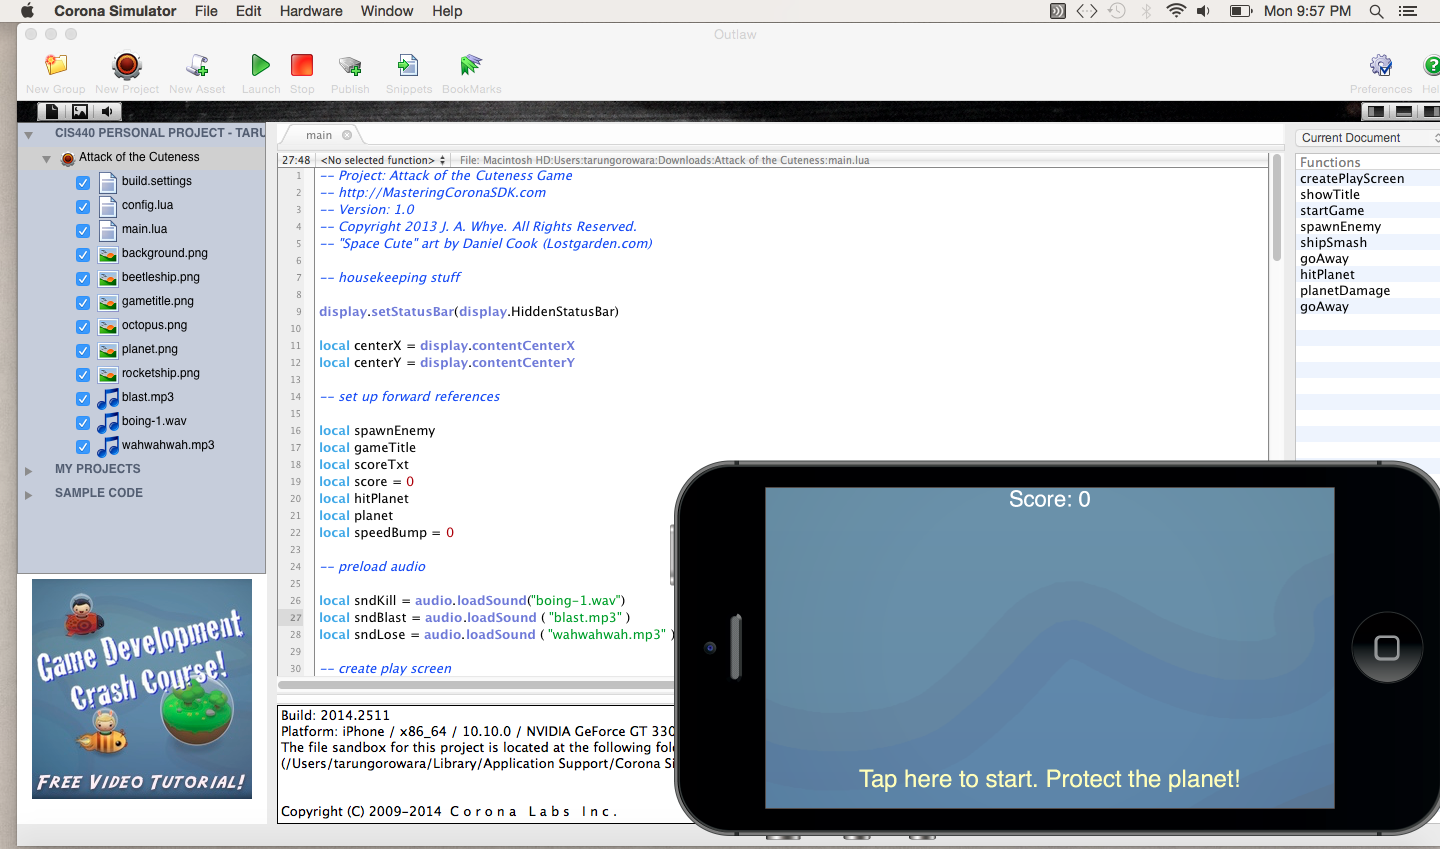 Corona Simulator File Edit Hardware Window Help Mon 9:57 PM
Outlaw
New Group New Project New Asset Launch Stop Publish Snippets BookMarks Preferences Hel
CIS440 PERSONAL PROJECT - TARU
Attack of the Cuteness
build.settings
config.lua
main.lua
background.png
beetleship.png
gametitle.png
octopus.png
planet.png
rocketship.png
blast.mp3
boing-1.wav
wahwahwah.mp3
MY PROJECTS
SAMPLE CODE
Game Development
Crash Course!
FREE VIDEO TUTORIAL!
main
27:48 <No selected function> File: Macintosh HD:Users:tarungorowara:Downloads:Attack of the Cuteness:main.lua
1 -- Project: Attack of the Cuteness Game
2 -- http://MasteringCoronaSDK.com
3 -- Version: 1.0
4 -- Copyright 2013 J. A. Whye. All Rights Reserved.
5 -- "Space Cute" art by Daniel Cook (Lostgarden.com)
6
7 -- housekeeping stuff
8
9 display.setStatusBar(display.HiddenStatusBar)
10
11 local centerX = display.contentCenterX
12 local centerY = display.contentCenterY
13
14 -- set up forward references
15
16 local spawnEnemy
17 local gameTitle
18 local scoreTxt
19 local score = 0
20 local hitPlanet
21 local planet
22 local speedBump = 0
23
24 -- preload audio
25
26 local sndKill = audio.loadSound("boing-1.wav")
27 local sndBlast = audio.loadSound ( "blast.mp3" )
28 local sndLose = audio.loadSound ( "wahwahwah.mp3" )
29
30 -- create play screen
Build: 2014.2511
Platform: iPhone / x86_64 / 10.10.0 / NVIDIA GeForce GT 330
The file sandbox for this project is located at the following fol
(/Users/tarungorowara/Library/Application Support/Corona Si
Copyright (C) 2009-2014 C o r o n a L a b s I n c .
Current Document
Functions
createPlayScreen
showTitle
startGame
spawnEnemy
shipSmash
goAway
hitPlanet
planetDamage
goAway
Score: 0
Tap here to start. Protect the planet!